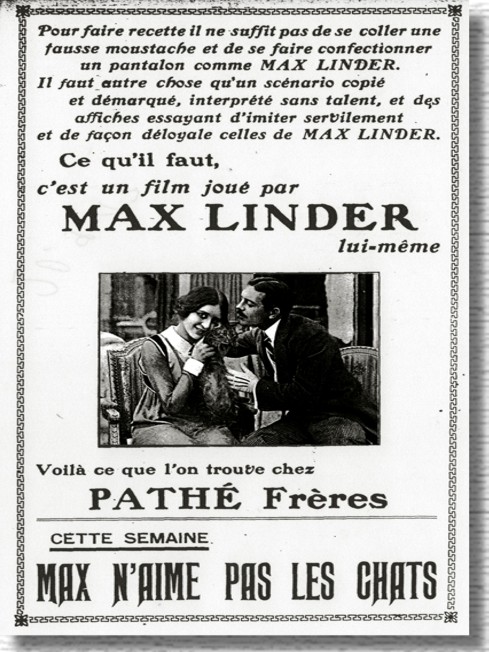 Pour faire recette il ne suffit pas de se coller une
fausse moustache et de se faire confectionner
un pantalon comme MAX LINDER.
Il faut autre chose qu'un scénario copié
et démarqué, interprété sans talent, et des
affiches essayant d'imiter servilement
et de façon déloyale celles de MAX LINDER.
Ce qu'il faut,
c'est un film joué par
MAX LINDER
lui-même
Voilà ce que l'on trouve chez
PATHÉ Frères
CETTE SEMAINE
MAX N'AIME PAS LES CHATS